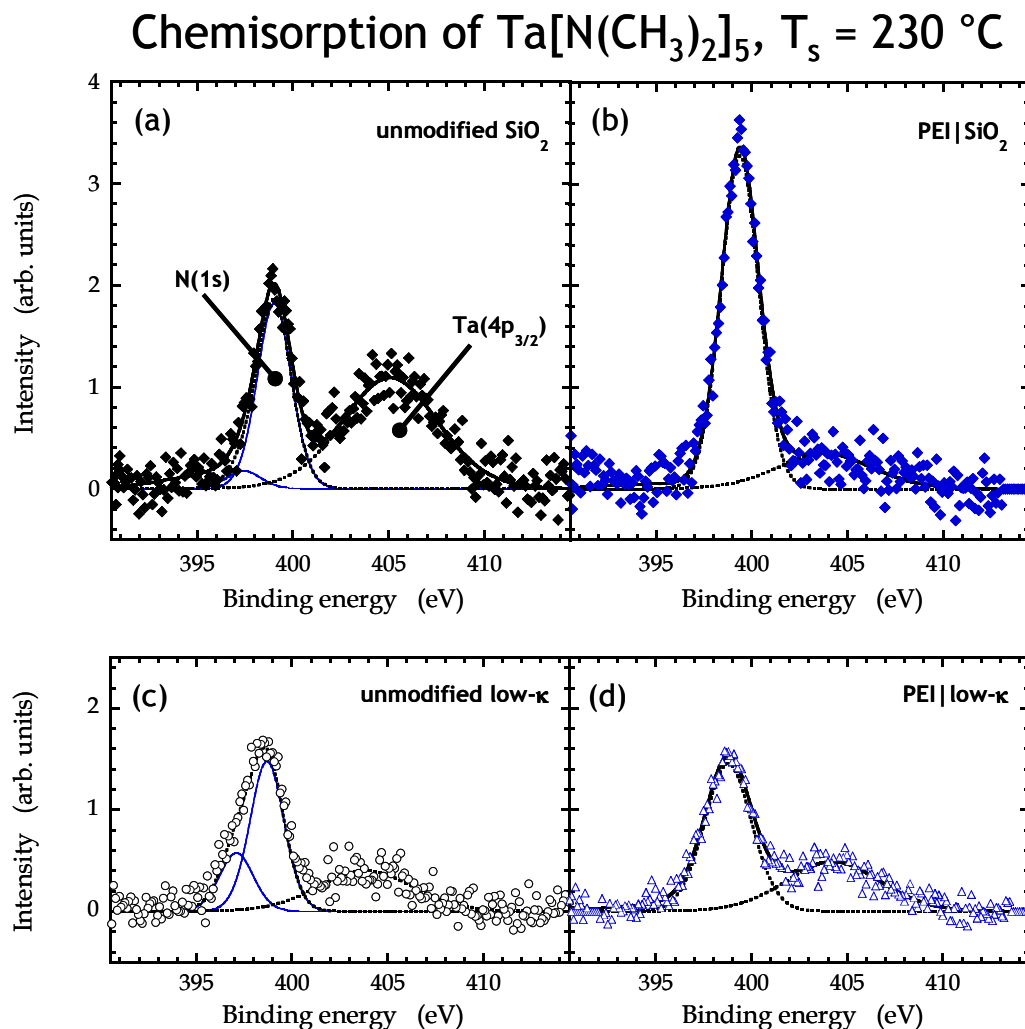 Chemisorption of Ta[N(CH₃)₂]₅, Tₛ = 230 °C
(a)
unmodified SiO₂
(b)
PEI|SiO₂
N(1s)
Ta(4p₃/₂)
Intensity (arb. units)
4
3
2
1
0
395 400 405 410
395 400 405 410
Binding energy (eV)
Binding energy (eV)
(c)
unmodified low-κ
(d)
PEI|low-κ
Intensity (arb. units)
2
1
0
395 400 405 410
395 400 405 410
Binding energy (eV)
Binding energy (eV)